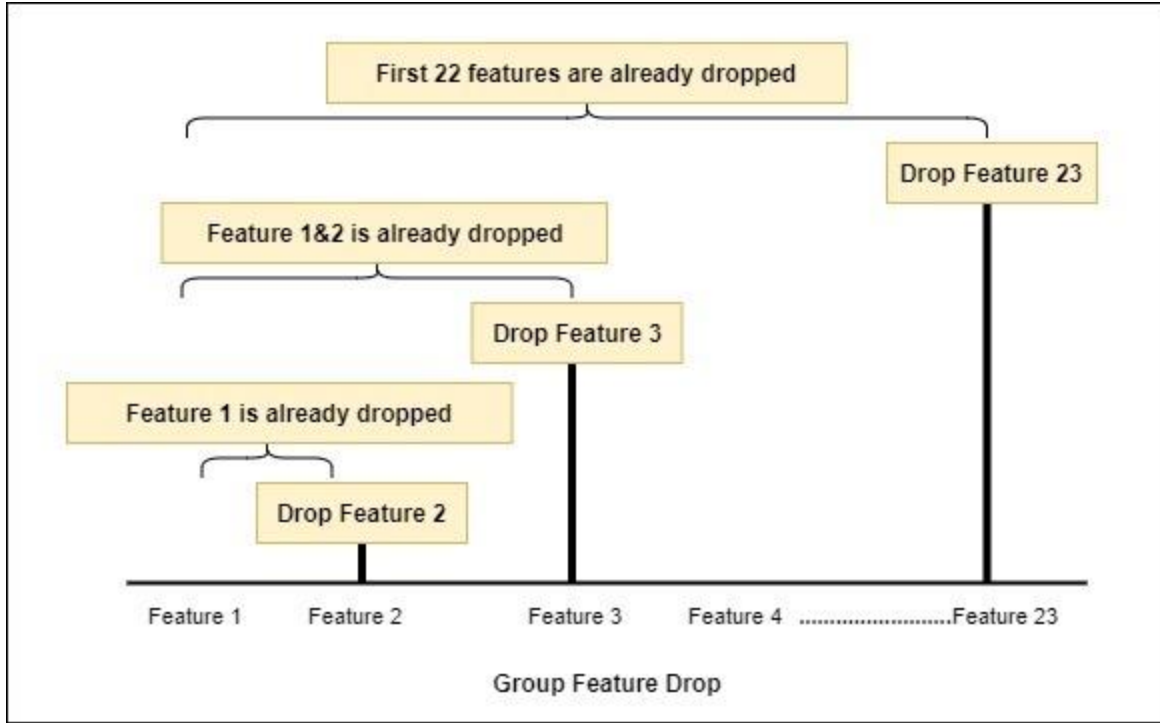 First 22 features are already dropped
Drop Feature 23
Feature 1&2 is already dropped
Drop Feature 3
Feature 1 is already dropped
Drop Feature 2
Feature 1 Feature 2 Feature 3 Feature 4 ........................Feature 23
Group Feature Drop